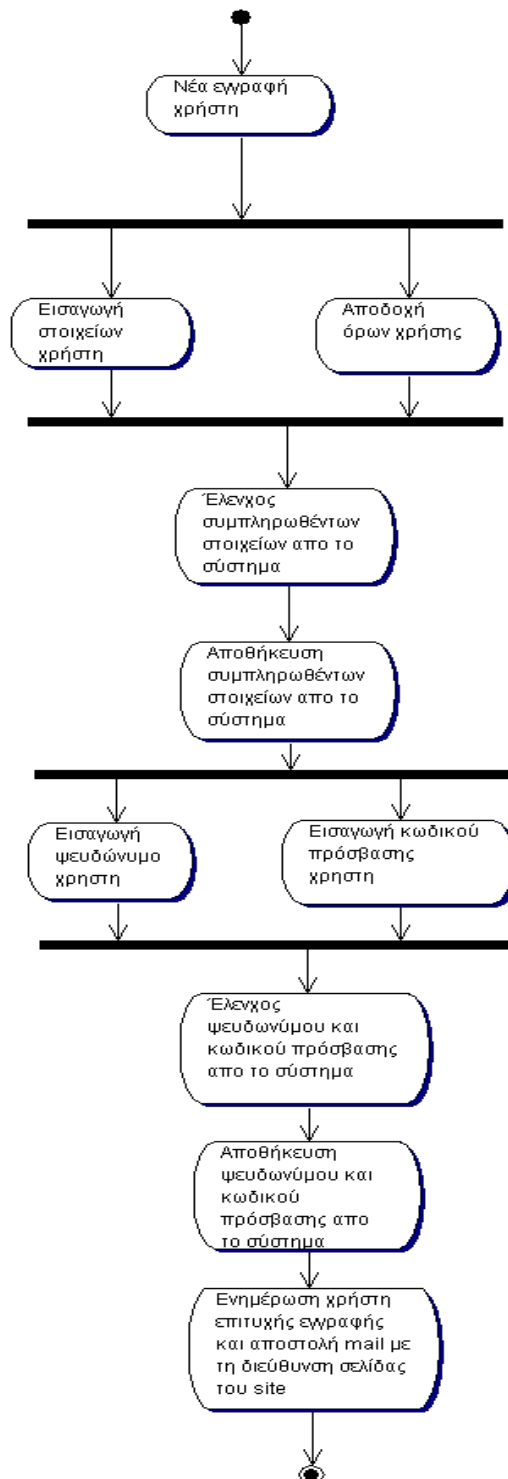 Νέα εγγραφή
χρήστη
Εισαγωγή
στοιχείων
χρήστη
Αποδοχή
όρων χρήσης
Έλενχος
συμπληρωθέντων
στοιχείων απο το
σύστημα
Αποθήκευση
συμπληρωθέντων
στοιχείων απο το
σύστημα
Εισαγωγή
ψευδώνυμο
χρηστη
Εισαγωγή κωδικού
πρόσβασης
χρηστη
Έλενχος
ψευδωνύμου και
κωδικού πρόσβασης
απο το σύστημα
Αποθήκευση
ψευδωνύμου και
κωδικού
πρόσβασης απο
το σύστημα
Ενημέρωση χρήστη
επιτυχής εγγραφής
και αποστολή mail με
τη διεύθυνση σελίδας
του site